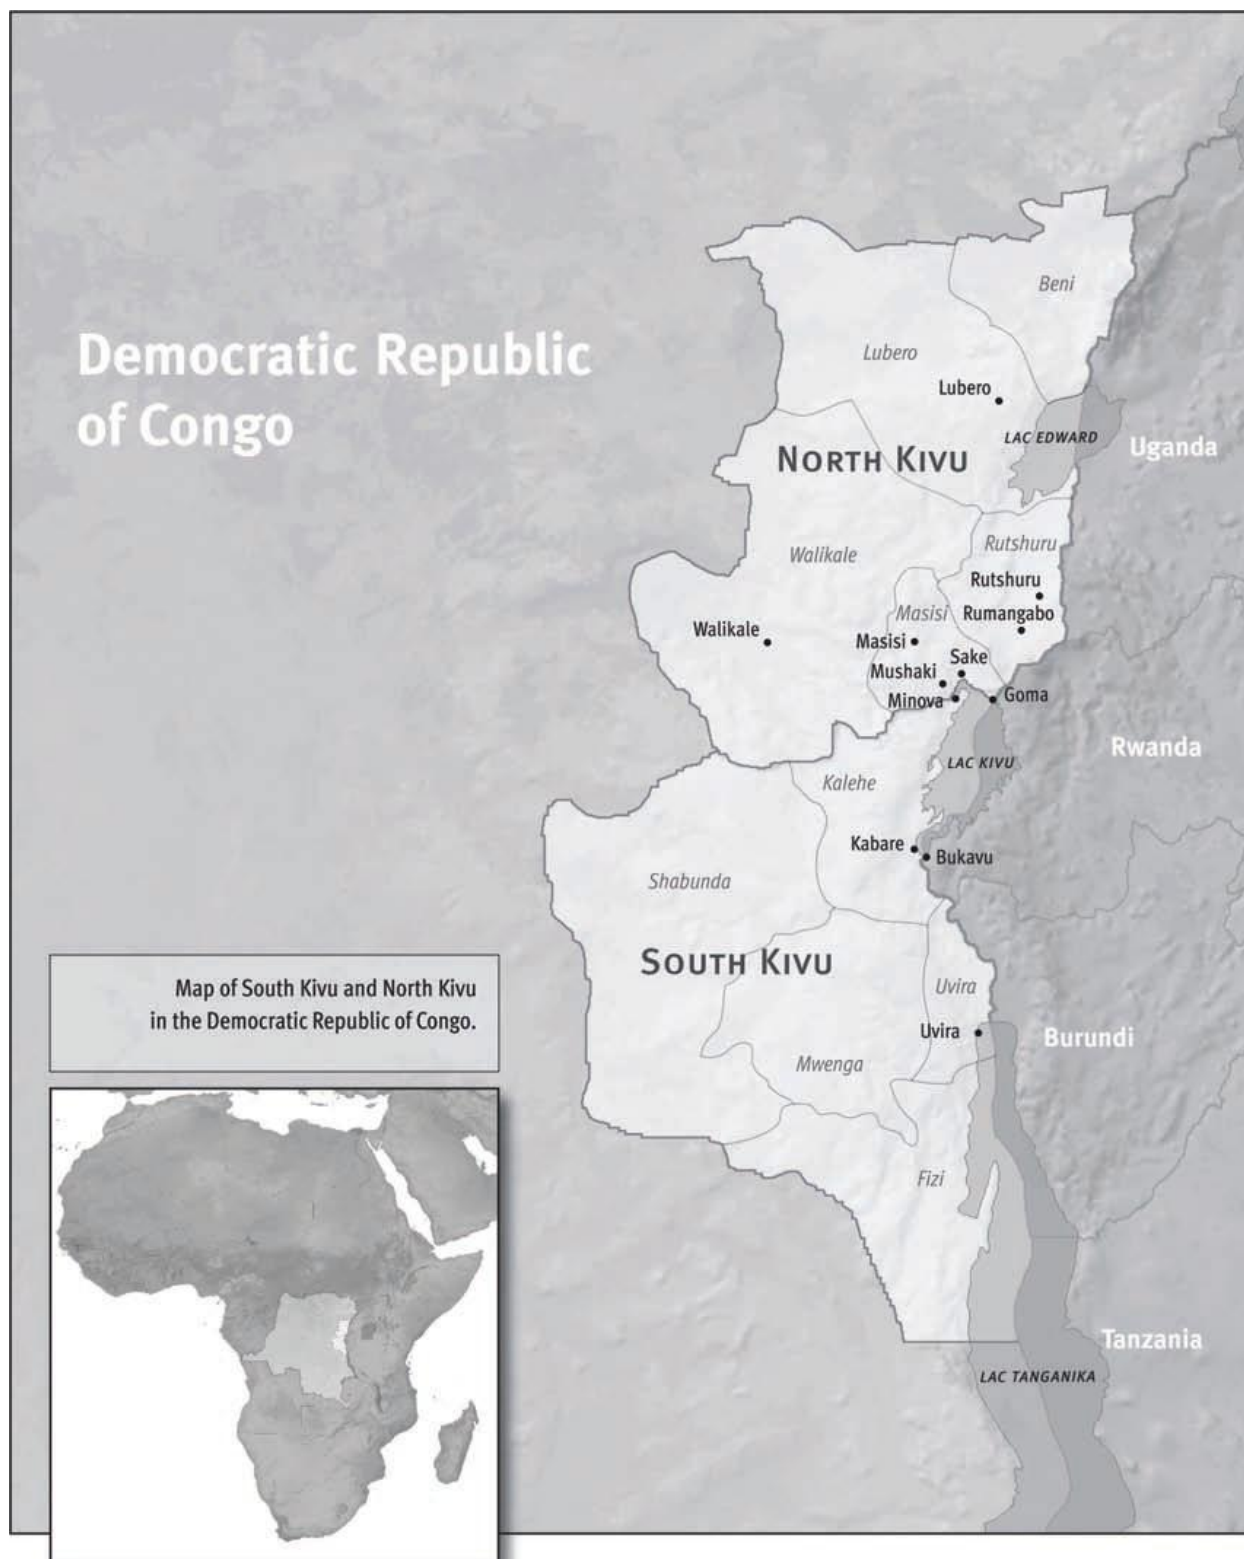 Beni
Democratic Republic
of Congo
Lubero
Lubero
LAC EDWARD
Uganda
NORTH KIVU
Rutshuru
Walikale
Rutshuru
Rumangabo
Masisi
Walikale
Masisi
Sake
Mushaki
Minova
Goma
Rwanda
LAC KIVU
Kalehe
Kabare
Bukavu
Shabunda
SOUTH KIVU
Uvira
Map of South Kivu and North Kivu
in the Democratic Republic of Congo.
Uvira
Burundi
Mwenga
Fizi
Tanzania
LAC TANGANIKA